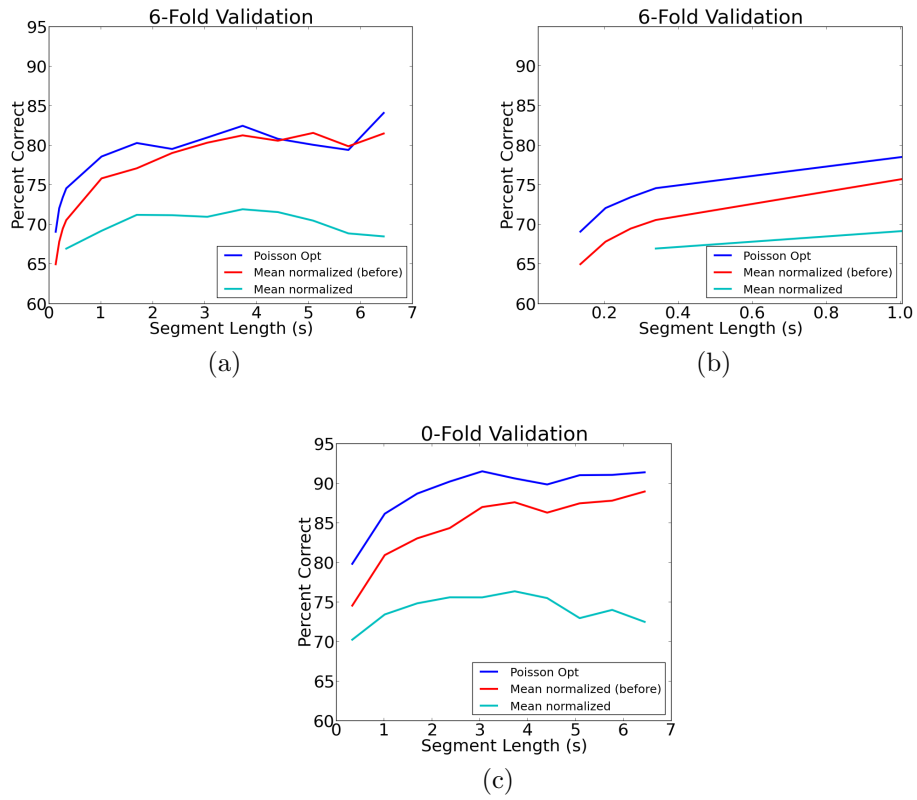 6-Fold Validation
95
90
85
80
75
70
65
60
Percent Correct
Poisson Opt
Mean normalized (before)
Mean normalized
0 1 2 3 4 5 6 7
Segment Length (s)
(a)
6-Fold Validation
95
90
85
80
75
70
65
60
Percent Correct
Poisson Opt
Mean normalized (before)
Mean normalized
0.2 0.4 0.6 0.8 1.0
Segment Length (s)
(b)
0-Fold Validation
95
90
85
80
75
70
65
60
Percent Correct
Poisson Opt
Mean normalized (before)
Mean normalized
0 1 2 3 4 5 6 7
Segment Length (s)
(c)